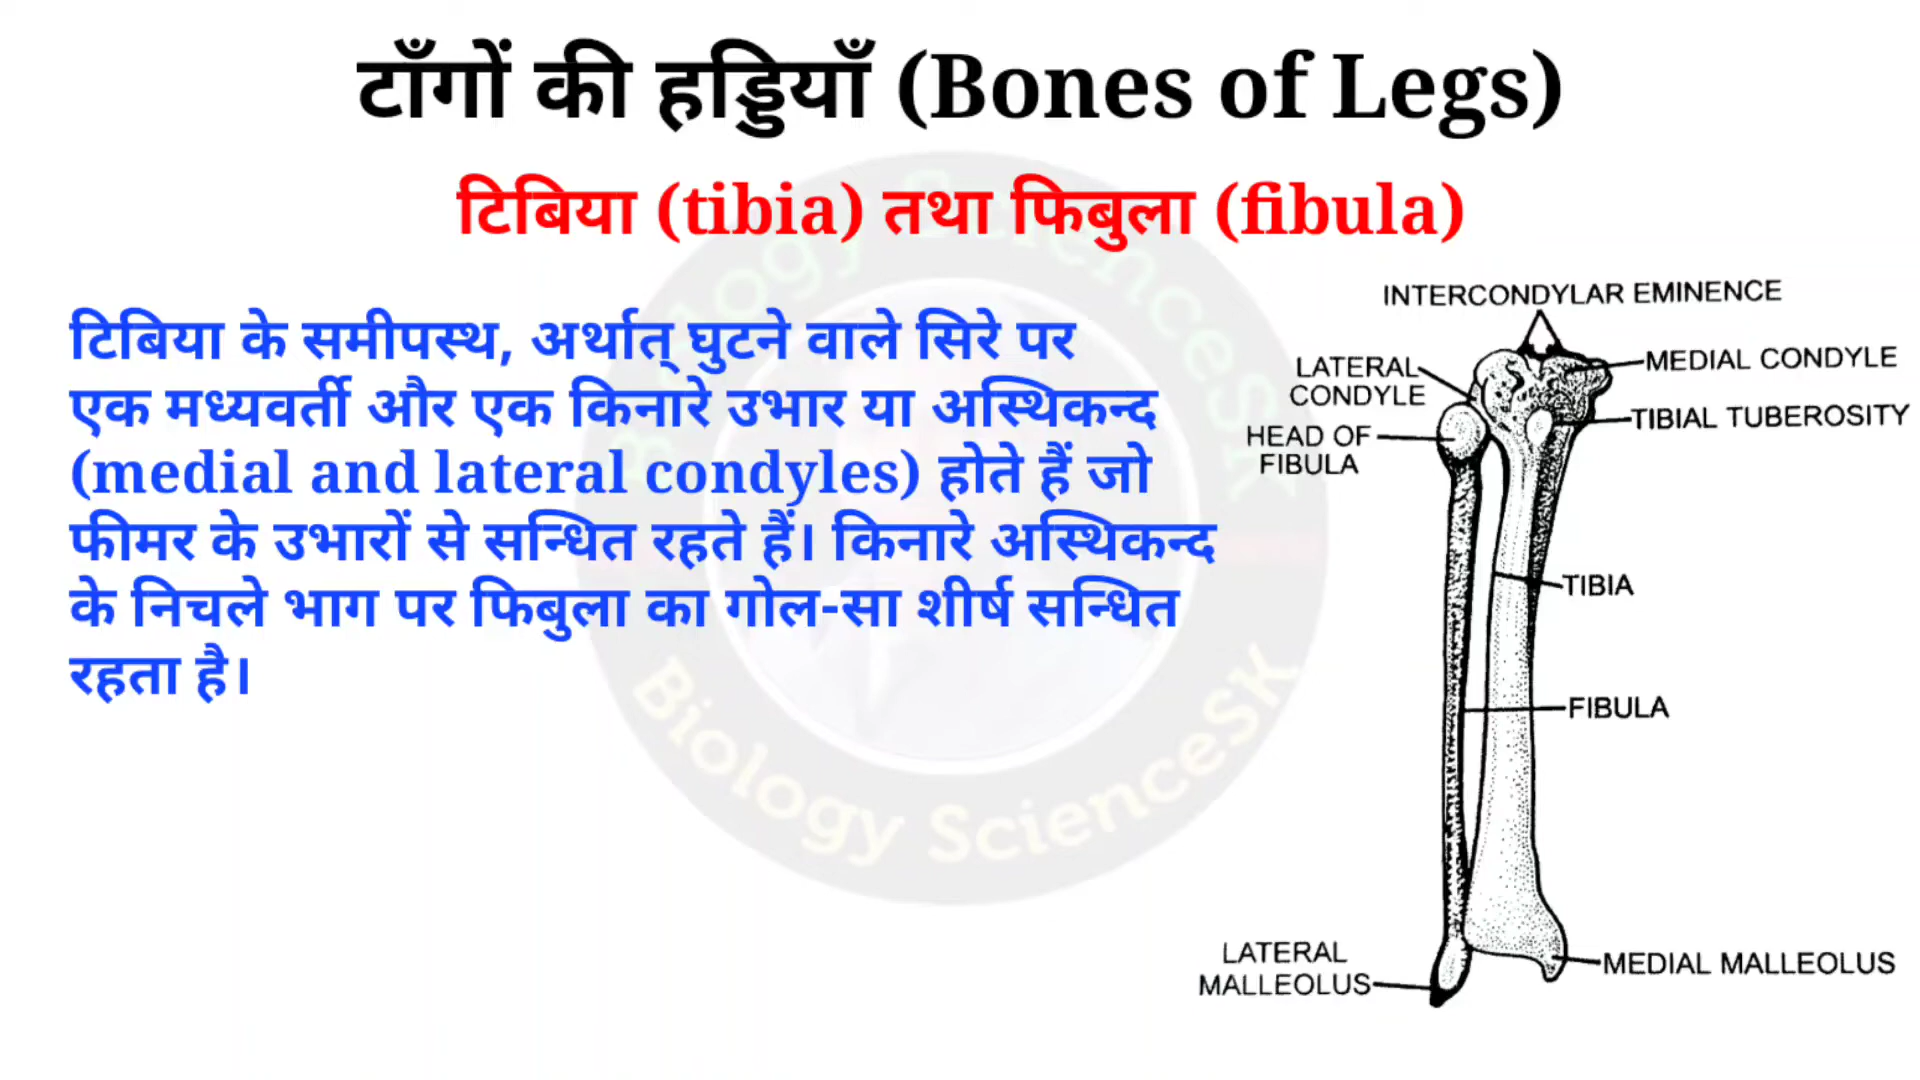 टाँगों की हड्डियाँ (Bones of Legs)
टिबिया (tibia) तथा फिबुला (fibula)
टिबिया के समीपस्थ, अर्थात् घुटने वाले सिरे पर
एक मध्यवर्ती और एक किनारे उभार या अस्थिकन्द
(medial and lateral condyles) होते हैं जो
फीमर के उभारों से सन्धित रहते हैं। किनारे अस्थिकन्द
के निचले भाग पर फिबुला का गोल-सा शीर्ष सन्धित
रहता है।
INTERCONDYLAR EMINENCE
LATERAL
CONDYLE
MEDIAL CONDYLE
TIBIAL TUBEROSITY
HEAD OF
FIBULA
TIBIA
FIBULA
LATERAL
MALLEOLUS
MEDIAL MALLEOLUS
Biology ScienceSK
Biology ScienceSK